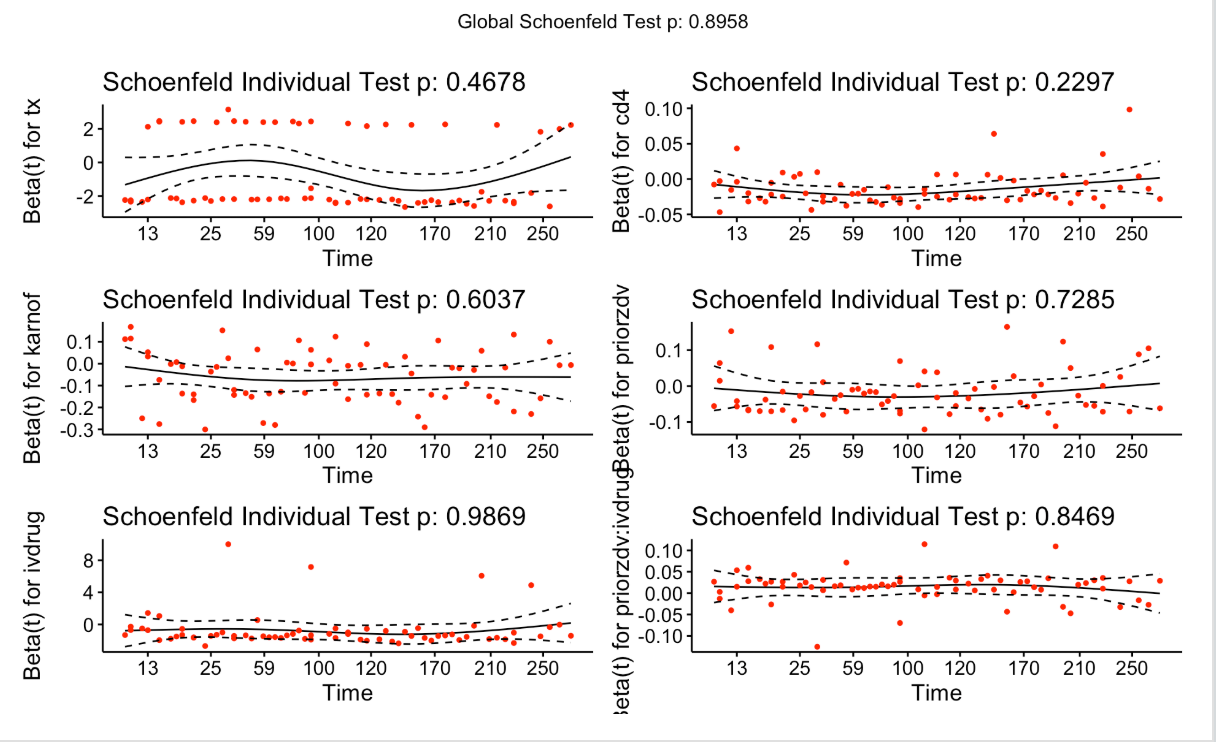 Global Schoenfeld Test p: 0.8958
Schoenfeld Individual Test p: 0.4678
Beta(t) for tx
2
0
-2
13 25 59 100 120 170 210 250
Time
Schoenfeld Individual Test p: 0.2297
Beta(t) for cd4
0.10
0.05
0.00
-0.05
13 25 59 100 120 170 210 250
Time
Schoenfeld Individual Test p: 0.6037
Beta(t) for karnof
0.1
0.0
-0.1
-0.2
-0.3
13 25 59 100 120 170 210 250
Time
Schoenfeld Individual Test p: 0.7285
Beta(t) for priorzdv
0.1
0.0
-0.1
13 25 59 100 120 170 210 250
Time
Schoenfeld Individual Test p: 0.9869
Beta(t) for ivdrug
8
4
0
13 25 59 100 120 170 210 250
Time
Schoenfeld Individual Test p: 0.8469
Beta(t) for priorzdv:ivdrug
0.10
0.05
0.00
-0.05
-0.10
13 25 59 100 120 170 210 250
Time